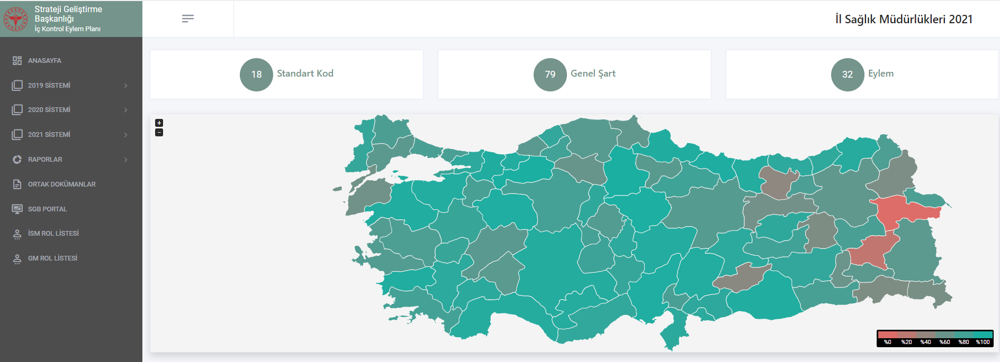 Strateji Geliştirme
Başkanlığı
İç Kontrol Eylem Planı
İl Sağlık Müdürlükleri 2021
ANASAYFA
2019 SİSTEMİ
2020 SİSTEMİ
2021 SİSTEMİ
RAPORLAR
ORTAK DOKÜMANLAR
SGB PORTAL
İSM ROL LİSTESİ
GM ROL LİSTESİ
18 Standart Kod
79 Genel Şart
32 Eylem
+
−
%0 %20 %40 %60 %80 %100